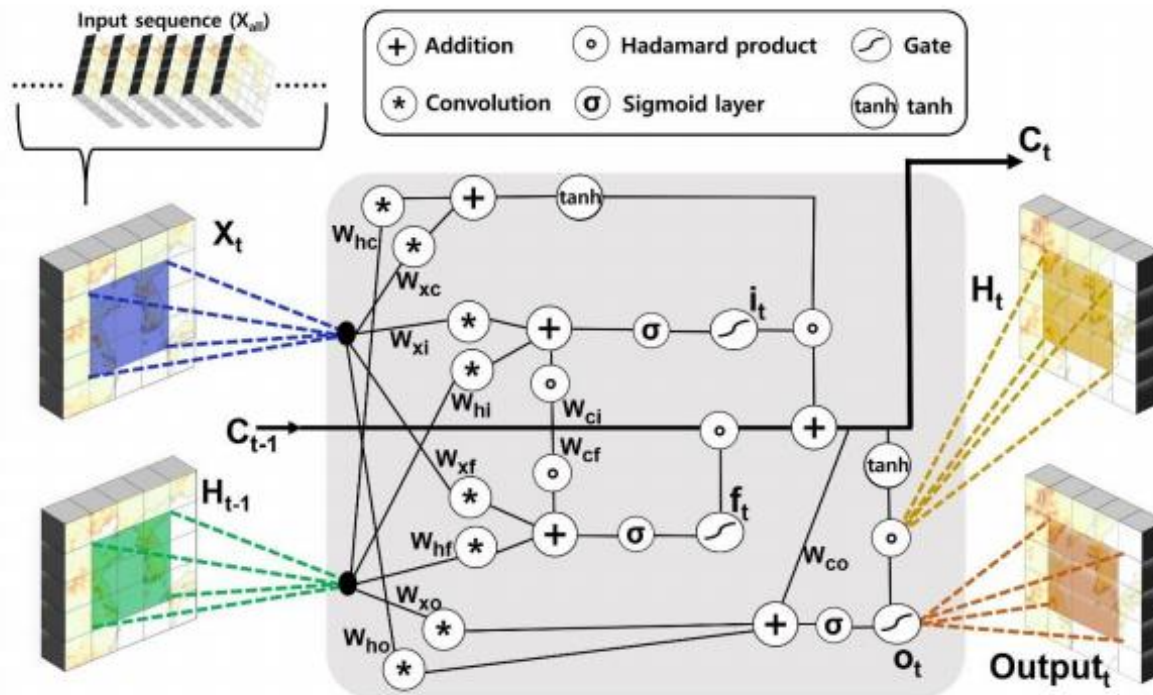 Input sequence (X_all)
...... ......
+ Addition ∘ Hadamard product Gate
* Convolution σ Sigmoid layer tanh tanh
C_t
X_t
W_hc
* + tanh
*
W_xc
H_t
W_xi
* + σ i_t ∘
*
W_hi
∘
W_ci
C_t-1
∘ +
W_cf
W_xf
∘
tanh
H_t-1
*
f_t
W_hf
* + σ
∘
W_co
W_xo
*
+ σ
W_ho
*
o_t
Output_t